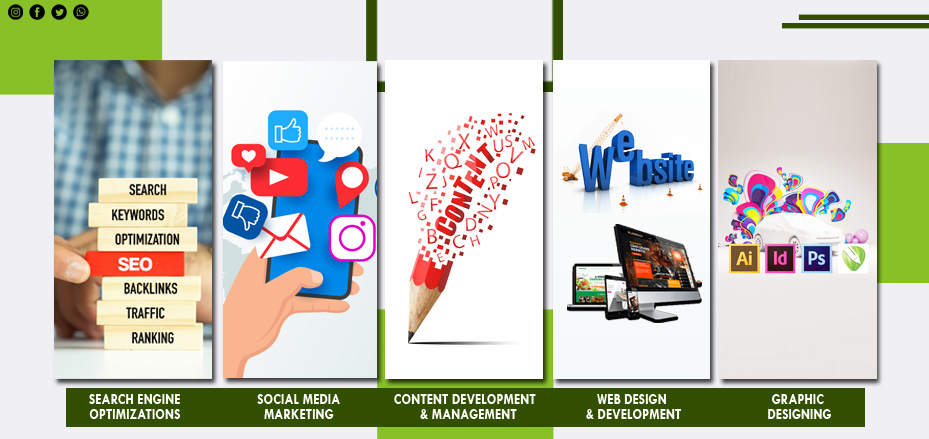 SEARCH
KEYWORDS
OPTIMIZATION
SEO
BACKLINKS
TRAFFIC
RANKING
CONTENT
Website
Ai
Id
Ps
SEARCH ENGINE
OPTIMIZATIONS
SOCIAL MEDIA
MARKETING
CONTENT DEVELOPMENT
& MANAGEMENT
WEB DESIGN
& DEVELOPMENT
GRAPHIC
DESIGNING